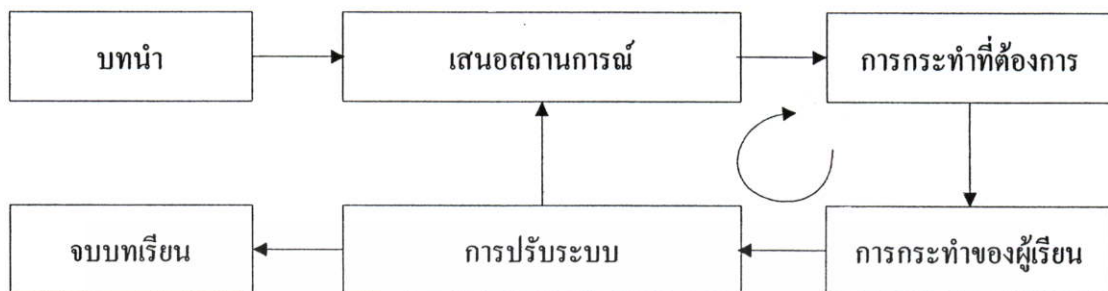 บทนำ
เสนอสถานการณ์
การกระทำที่ต้องการ
จบบทเรียน
การปรับระบบ
การกระทำของผู้เรียน